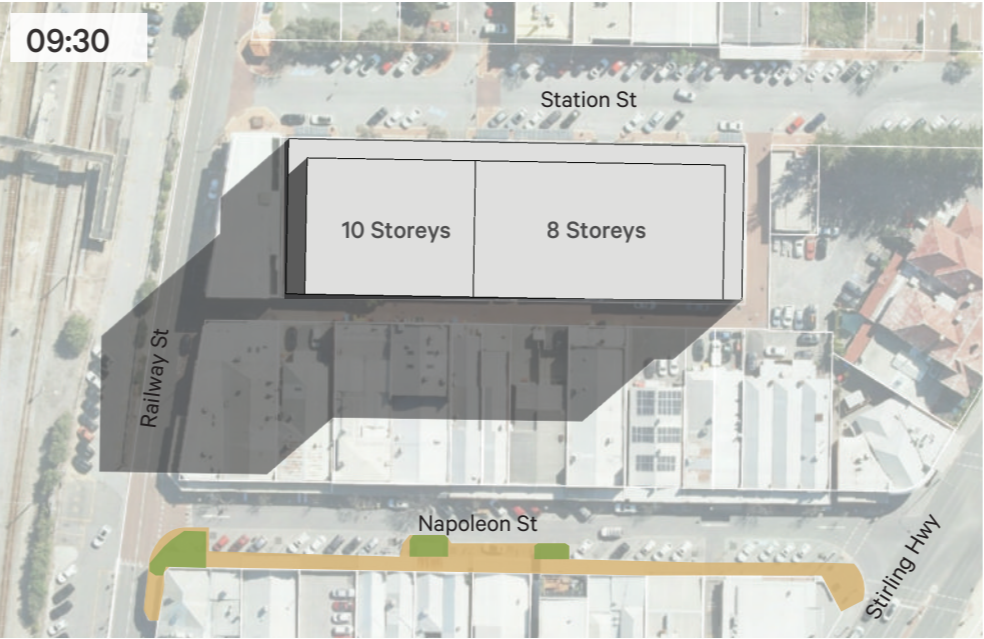 09:30
Station St
10 Storeys
8 Storeys
Railway St
Napoleon St
Stirling Hwy